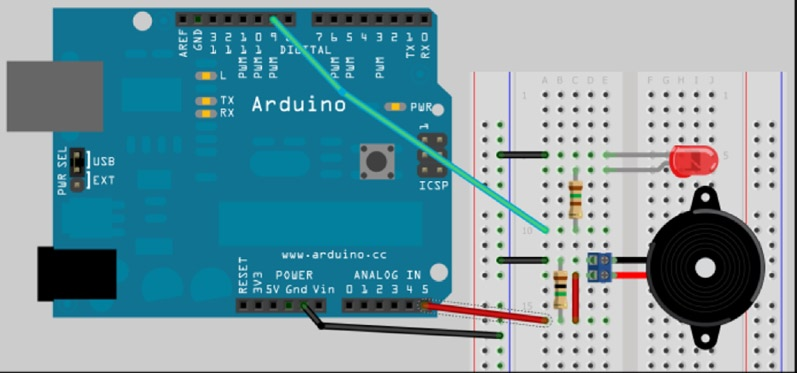 AREF
GND
13
12
PWM 11
PWM 10
PWM 9
8
DIGITAL
7
PWM 6
PWM 5
4
PWM 3
2
TX 1
RX 0
L
TX
RX
Arduino
PWR
1
ICSP
PWR SEL
USB
EXT
www.arduino.cc
POWER
ANALOG IN
RESET
3V3
5V Gnd Vin
0 1 2 3 4 5
A B C D E F G H I J
1 1
5
10
15